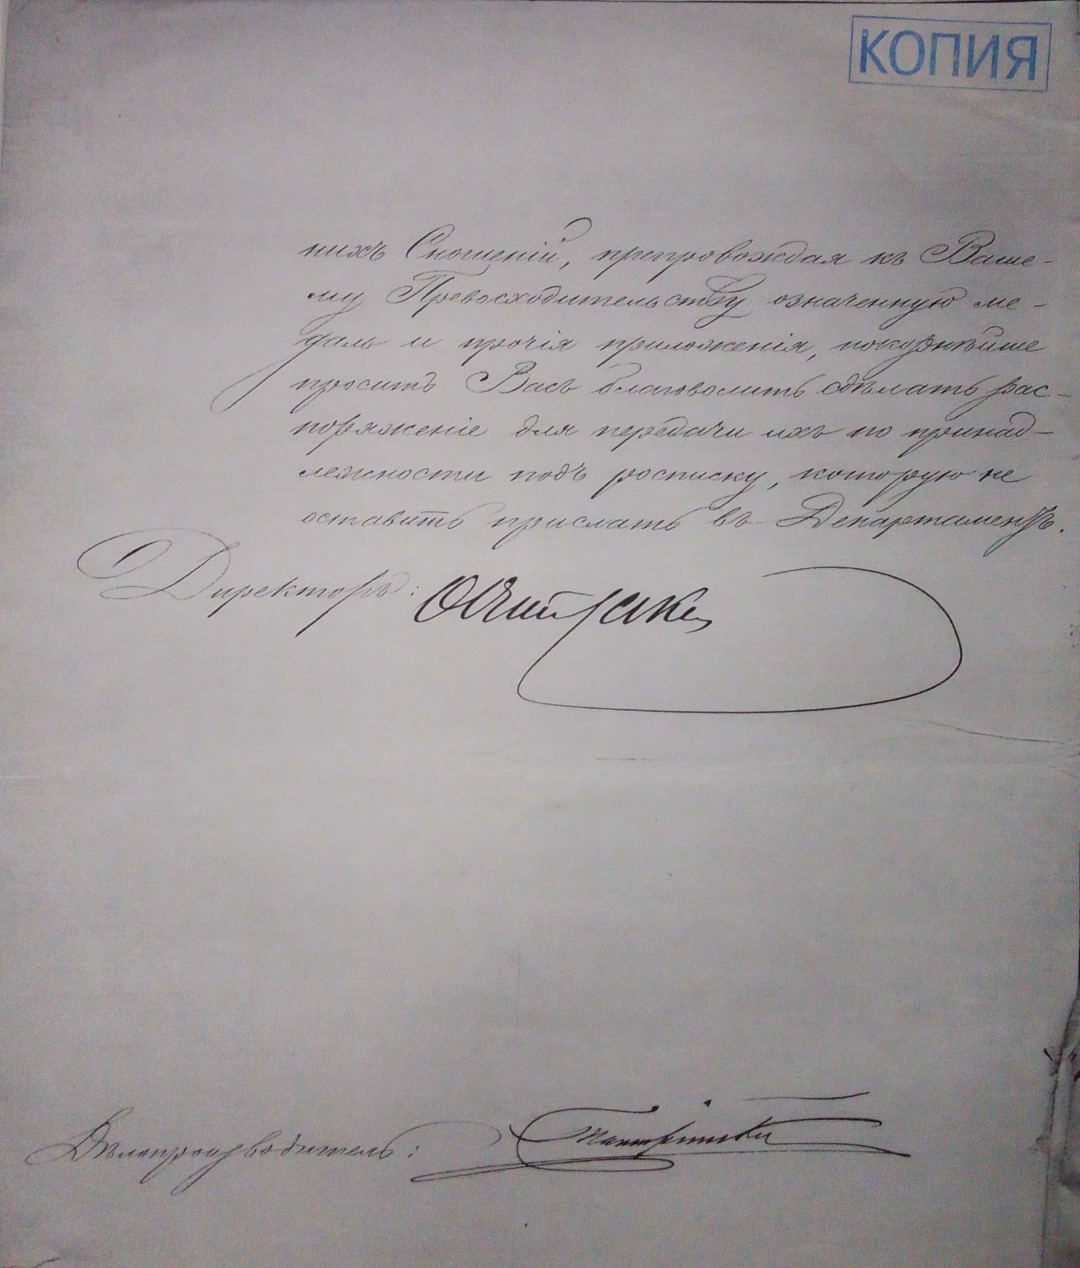 КОПИЯ
нихъ Сношеній, препровождая къ Ваше-
му Превосходительству означенную ме-
даль и прочія приложенія, покорнѣйше
проситъ Васъ благоволить сдѣлать рас-
поряженіе для передачи ихъ по принад-
лежности подъ росписку, которую не
оставить прислать въ Департаментъ.
Директоръ:
Дѣлопроизводитель: